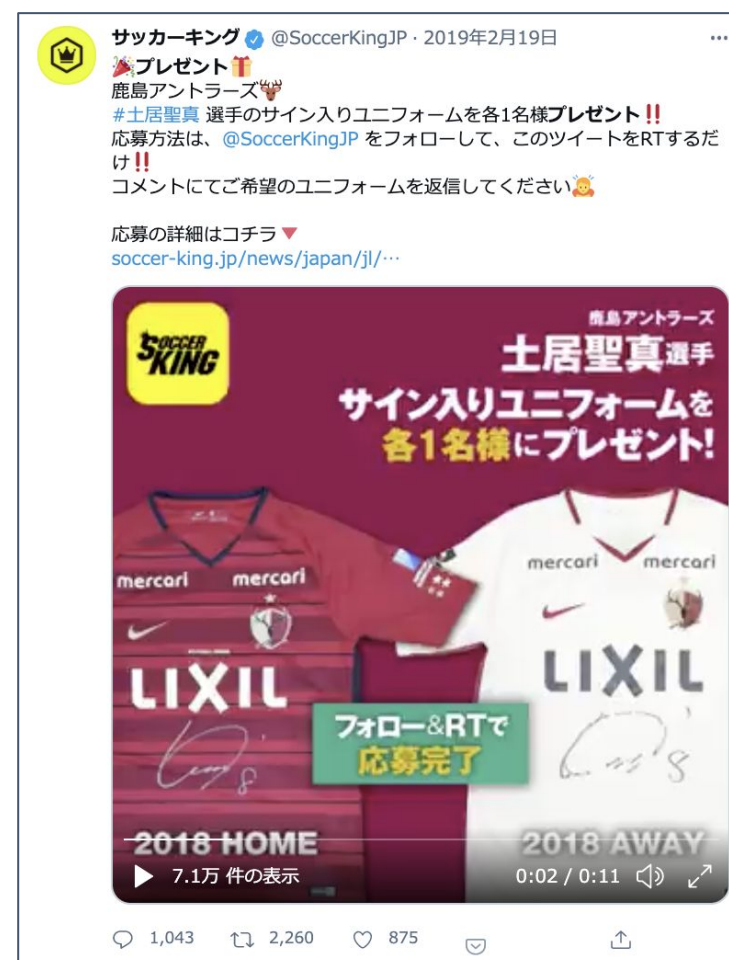 サッカーキング @SoccerKingJP · 2019年2月19日
🎉プレゼント🎁
鹿島アントラーズ🦌
#土居聖真 選手のサイン入りユニフォームを各1名様プレゼント‼
応募方法は、@SoccerKingJP をフォローして、このツイートをRTするだ
け‼
コメントにてご希望のユニフォームを返信してください🙇
応募の詳細はコチラ🔻
soccer-king.jp/news/japan/jl/…
SOCCER
KING
鹿島アントラーズ
土居聖真選手
サイン入りユニフォームを
各1名様にプレゼント!
mercari mercari
LIXIL
8
mercari mercari
LIXIL
8
フォロー&RTで
応募完了
2018 HOME
2018 AWAY
7.1万 件の表示
0:02 / 0:11
1,043 2,260 875